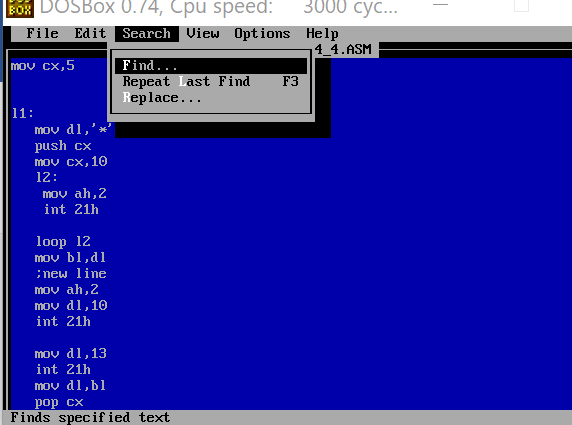 DOS BOX DOSBox 0.74, Cpu speed: 3000 cyc...
File Edit Search View Options Help
4_4.ASM
Find...
Repeat Last Find F3
Replace...
mov cx,5
l1:
mov dl,'*'
push cx
mov cx,10
l2:
mov ah,2
int 21h
loop l2
mov bl,dl
;new line
mov ah,2
mov dl,10
int 21h
mov dl,13
int 21h
mov dl,bl
pop cx
Finds specified text